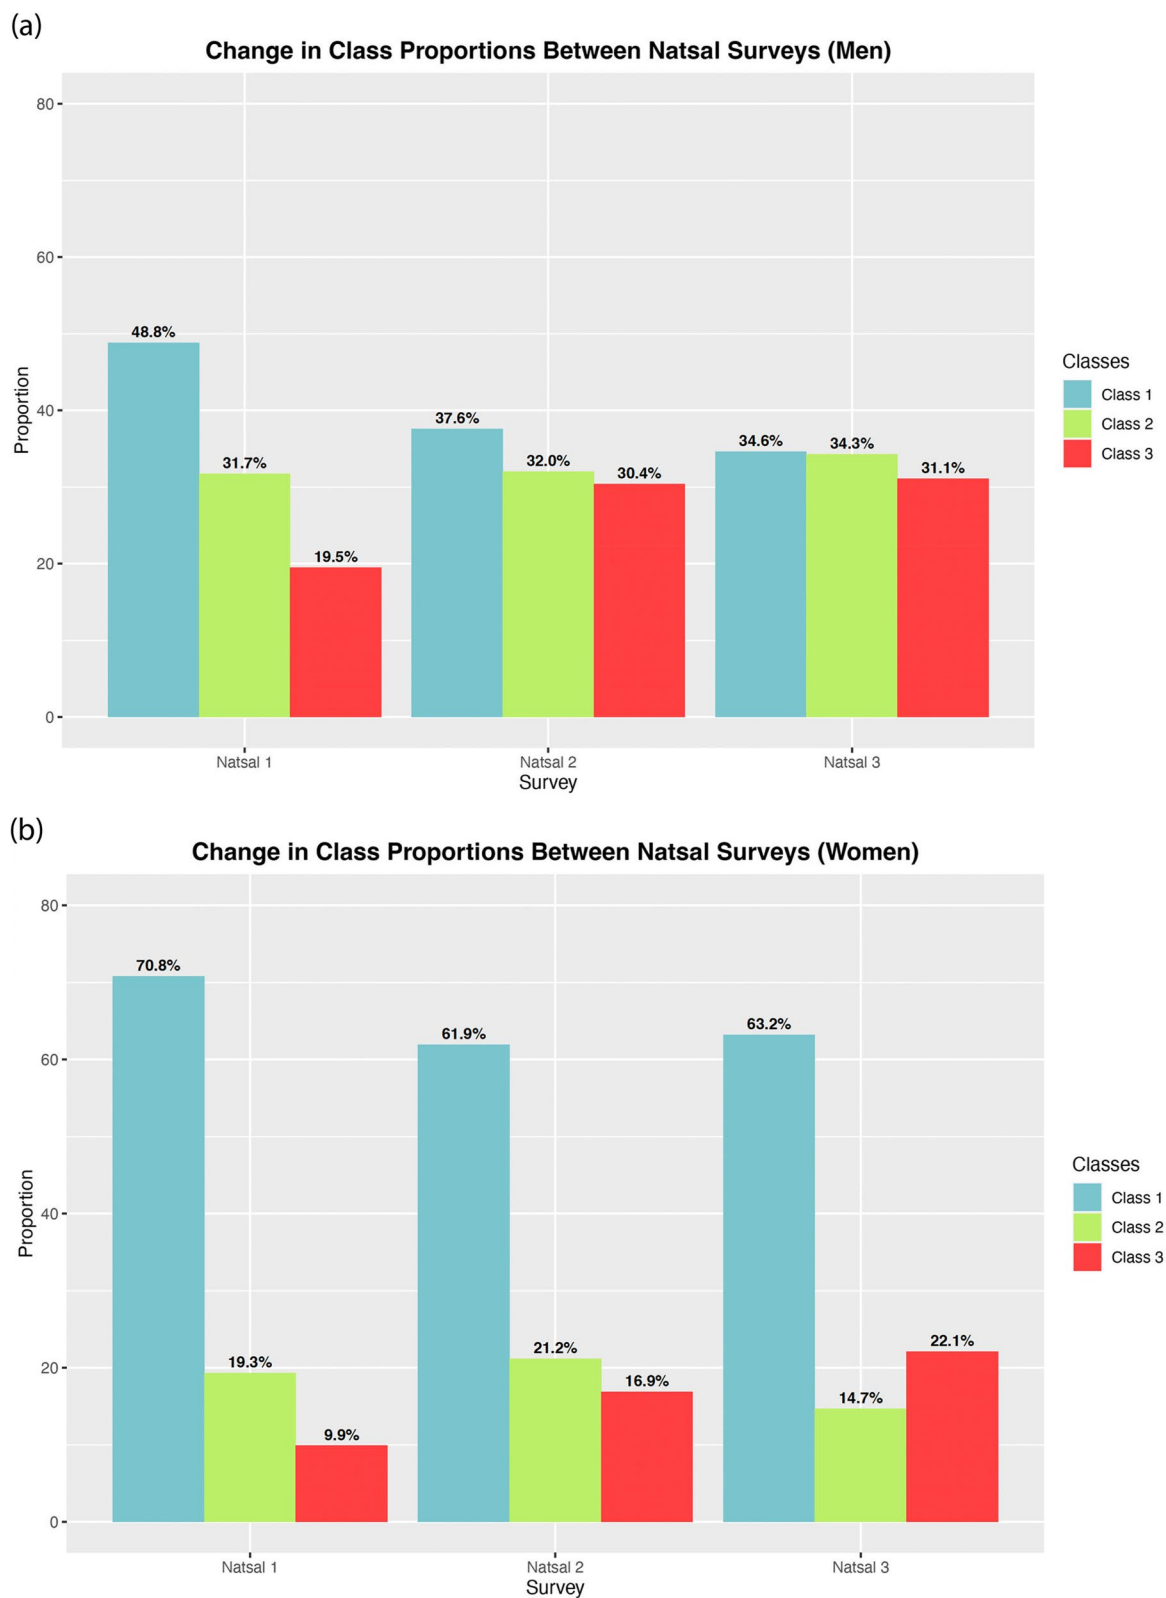 (a)
Change in Class Proportions Between Natsal Surveys (Men)
80
60
40
20
0
Proportion
48.8%
31.7%
19.5%
37.6%
32.0%
30.4%
34.6%
34.3%
31.1%
Natsal 1
Natsal 2
Natsal 3
Survey
Classes
Class 1
Class 2
Class 3
(b)
Change in Class Proportions Between Natsal Surveys (Women)
80
60
40
20
0
Proportion
70.8%
19.3%
9.9%
61.9%
21.2%
16.9%
63.2%
14.7%
22.1%
Natsal 1
Natsal 2
Natsal 3
Survey
Classes
Class 1
Class 2
Class 3